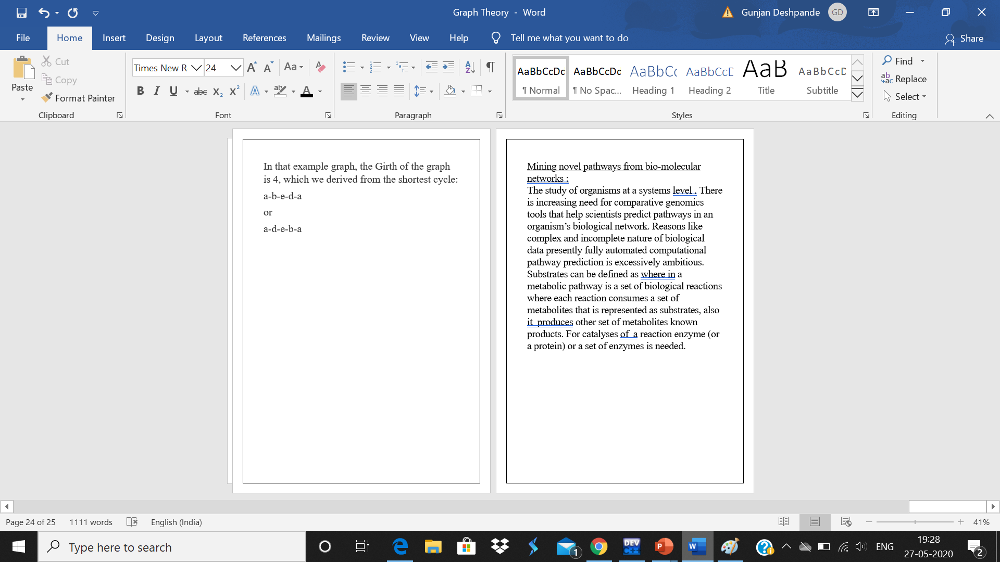 Graph Theory - Word
Gunjan Deshpande
GD
File
Home
Insert
Design
Layout
References
Mailings
Review
View
Help
Tell me what you want to do
Share
Paste
Cut
Copy
Format Painter
Clipboard
Times New R
24
Font
Paragraph
AaBbCcDc
¶ Normal
AaBbCcDc
¶ No Spac...
AaBbC
Heading 1
AaBbCcD
Heading 2
AaB
Title
AaBbCcD
Subtitle
Styles
Find
Replace
Select
Editing
In that example graph, the Girth of the graph
is 4, which we derived from the shortest cycle:
a-b-e-d-a
or
a-d-e-b-a
Mining novel pathways from bio-molecular
networks :
The study of organisms at a systems level . There
is increasing need for comparative genomics
tools that help scientists predict pathways in an
organism’s biological network. Reasons like
complex and incomplete nature of biological
data presently fully automated computational
pathway prediction is excessively ambitious.
Substrates can be defined as where in a
metabolic pathway is a set of biological reactions
where each reaction consumes a set of
metabolites that is represented as substrates, also
it  produces other set of metabolites known
products. For catalyses of  a reaction enzyme (or
a protein) or a set of enzymes is needed.
Page 24 of 25
1111 words
English (India)
41%
Type here to search
1
DEV
C++
ENG
19:28
27-05-2020
2